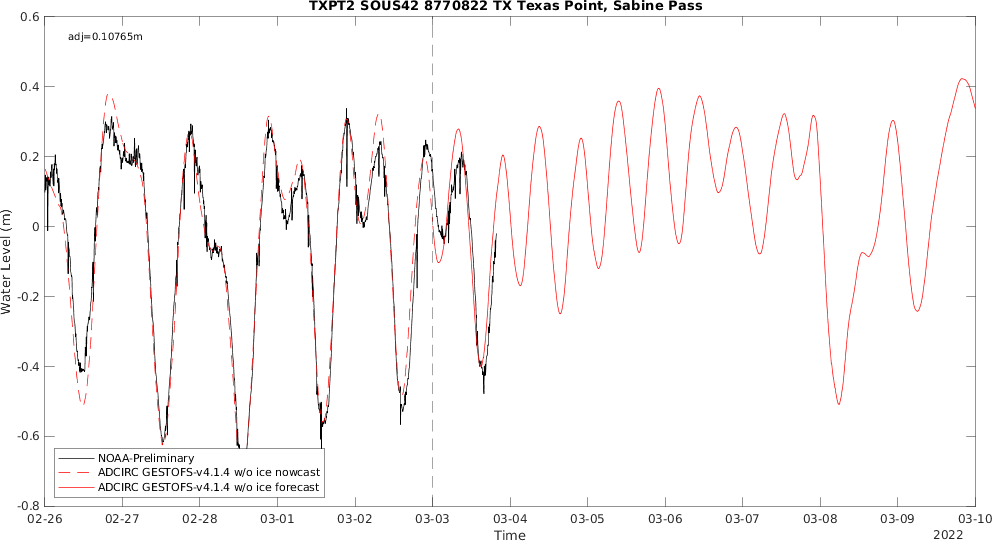 TXPT2 SOUS42 8770822 TX Texas Point, Sabine Pass
adj=0.10765m
0.6
0.4
0.2
0
-0.2
-0.4
-0.6
-0.8
Water Level (m)
NOAA-Preliminary
ADCIRC GESTOFS-v4.1.4 w/o ice nowcast
ADCIRC GESTOFS-v4.1.4 w/o ice forecast
02-26 02-27 02-28 03-01 03-02 03-03 03-04 03-05 03-06 03-07 03-08 03-09 03-10
Time
2022